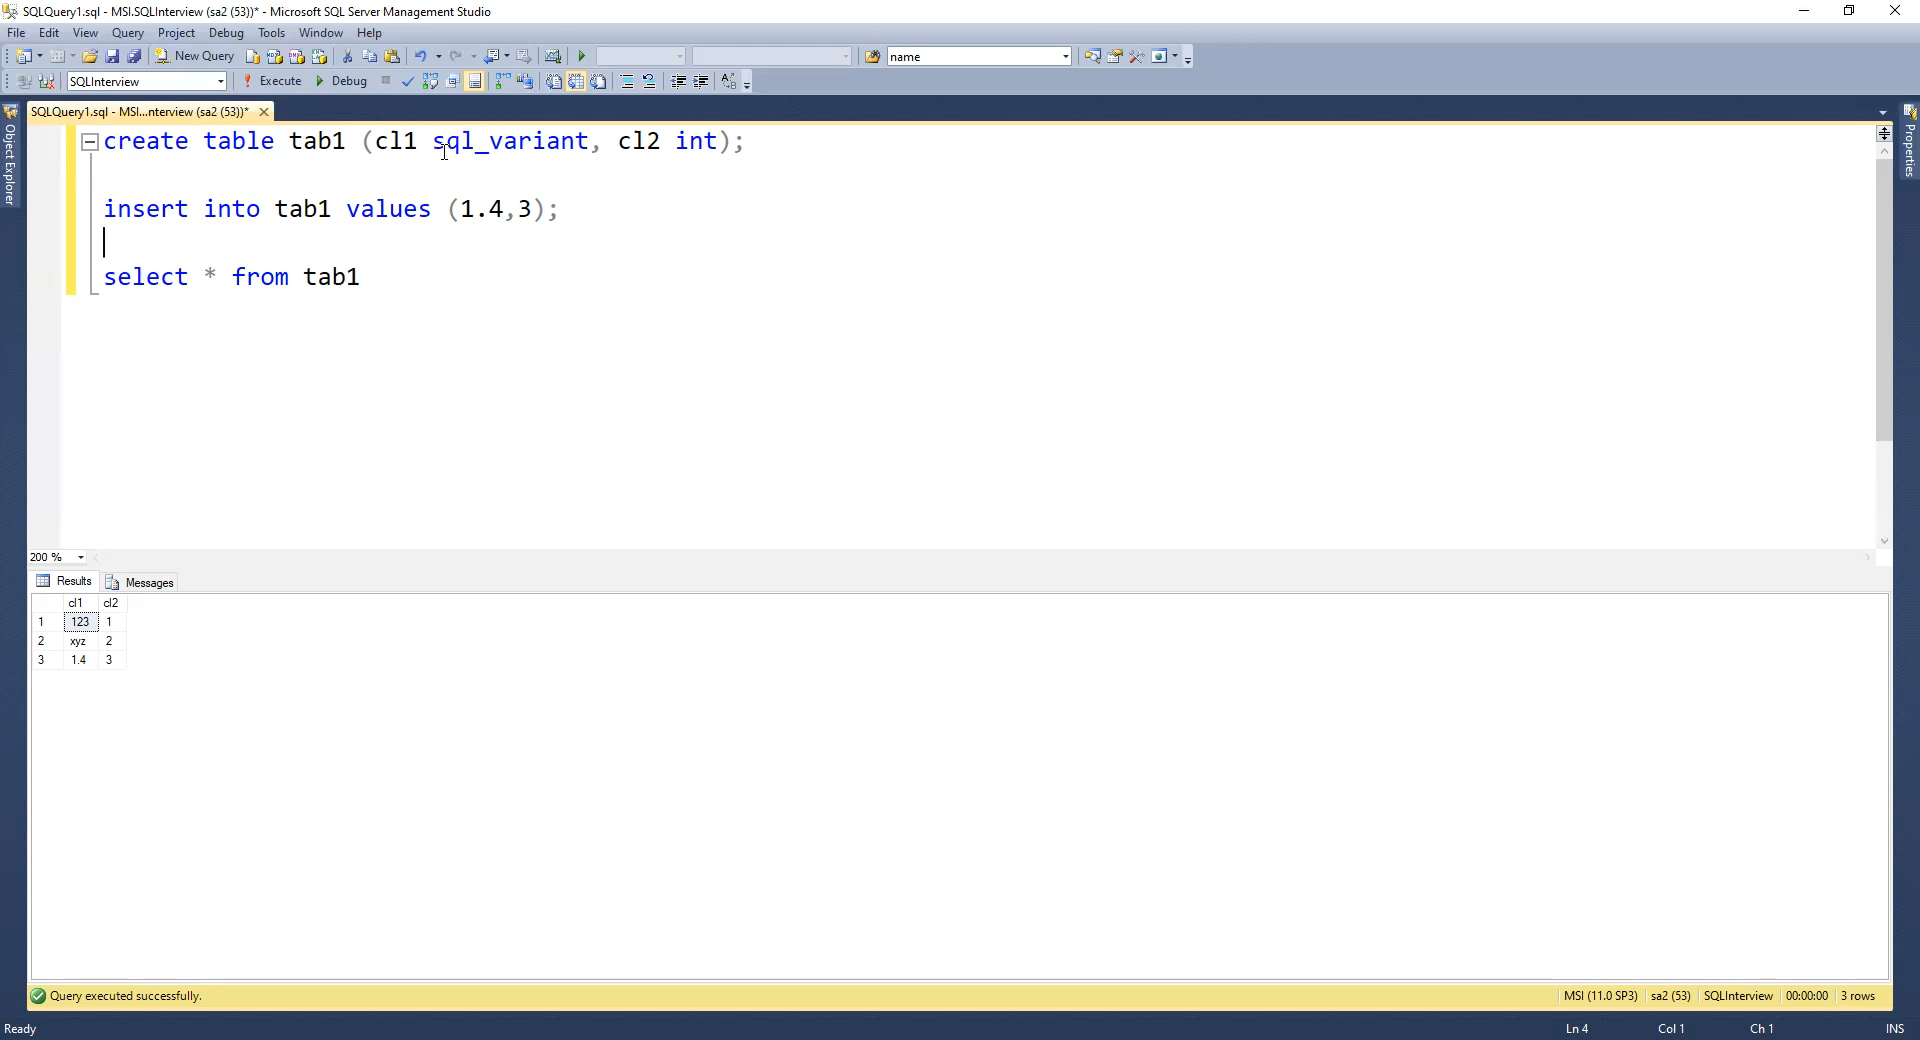 SQLQuery1.sql - MSI.SQLInterview (sa2 (53))* - Microsoft SQL Server Management Studio
File Edit View Query Project Debug Tools Window Help
New Query name
SQLInterview Execute Debug
SQLQuery1.sql - MSI...nterview (sa2 (53))*
Object Explorer
Properties
create table tab1 (cl1 sql_variant, cl2 int);
insert into tab1 values (1.4,3);
select * from tab1
200 %
Results Messages
cl1 cl2
1 123 1
2 xyz 2
3 1.4 3
Query executed successfully. MSI (11.0 SP3) sa2 (53) SQLInterview 00:00:00 3 rows
Ready Ln 4 Col 1 Ch 1 INS